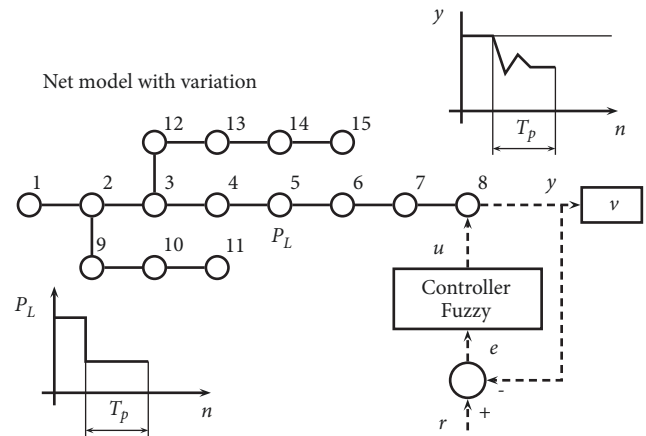 y
Net model with variation
T_p
n
12 13 14 15
1 2 3 4 5 6 7 8
y
v
P_L
9 10 11
u
Controller
Fuzzy
P_L
e
T_p
n
-
r +